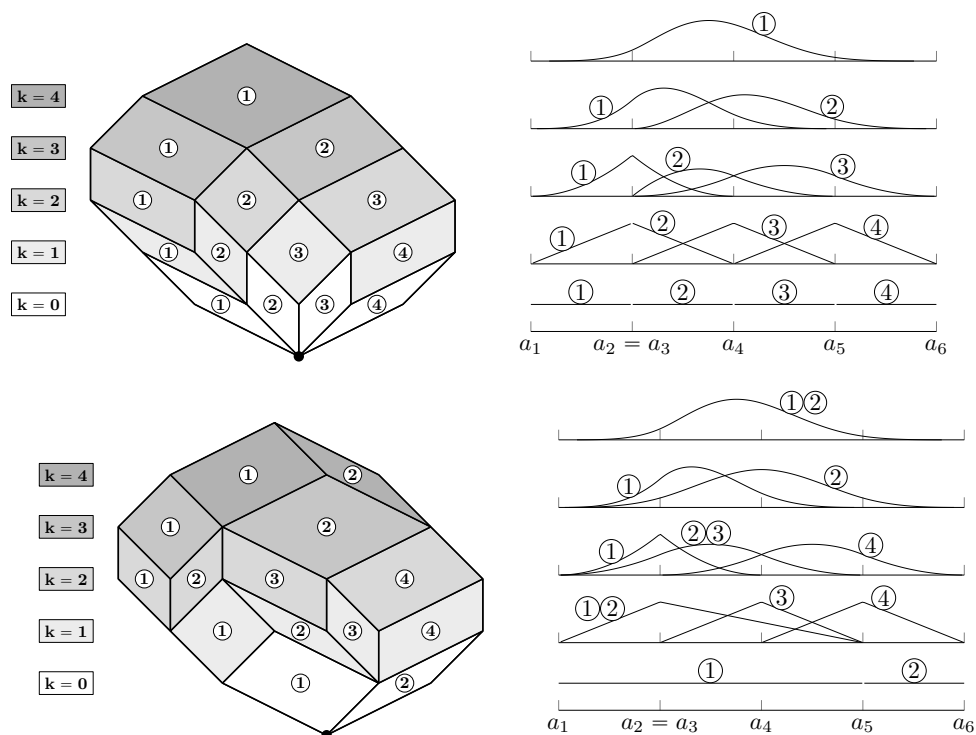 ①
①
k = 4
① ②
k = 3
① ②
① ② ③
k = 2
① ② ③
① ② ③ ④
k = 1
① ② ③ ④
① ② ③ ④
k = 0
① ② ③ ④
a₁ a₂ = a₃ a₄ a₅ a₆
①②
k = 4
① ②
① ②
k = 3
① ②
① ②③ ④
k = 2
① ② ③ ④
①② ③ ④
k = 1
① ② ③ ④
① ②
k = 0
① ②
a₁ a₂ = a₃ a₄ a₅ a₆